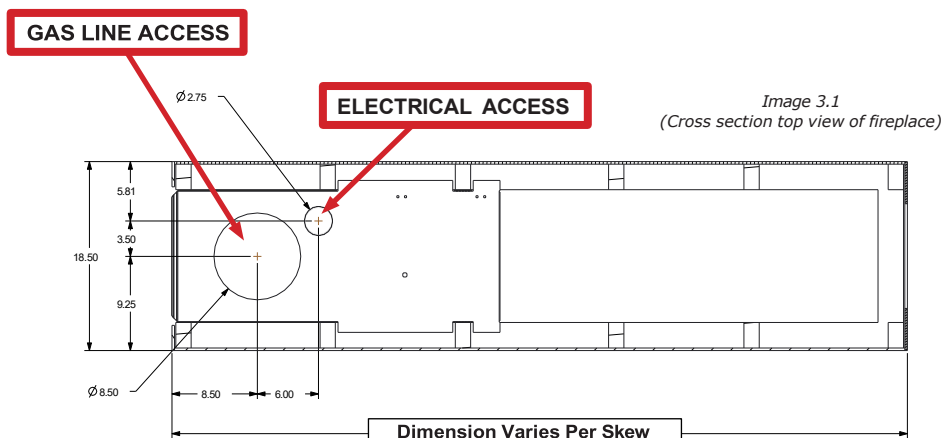 GAS LINE ACCESS
Ø2.75
ELECTRICAL ACCESS
Image 3.1
(Cross section top view of fireplace)
5.81
3.50
18.50
9.25
Ø8.50
8.50
6.00
Dimension Varies Per Skew